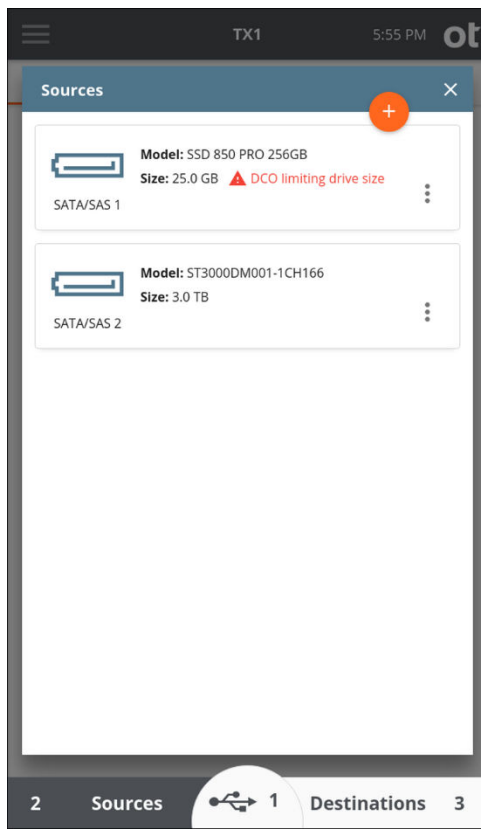 TX1 5:55 PM ot
Sources
Model: SSD 850 PRO 256GB
Size: 25.0 GB DCO limiting drive size
SATA/SAS 1
Model: ST3000DM001-1CH166
Size: 3.0 TB
SATA/SAS 2
2 Sources 1 Destinations 3